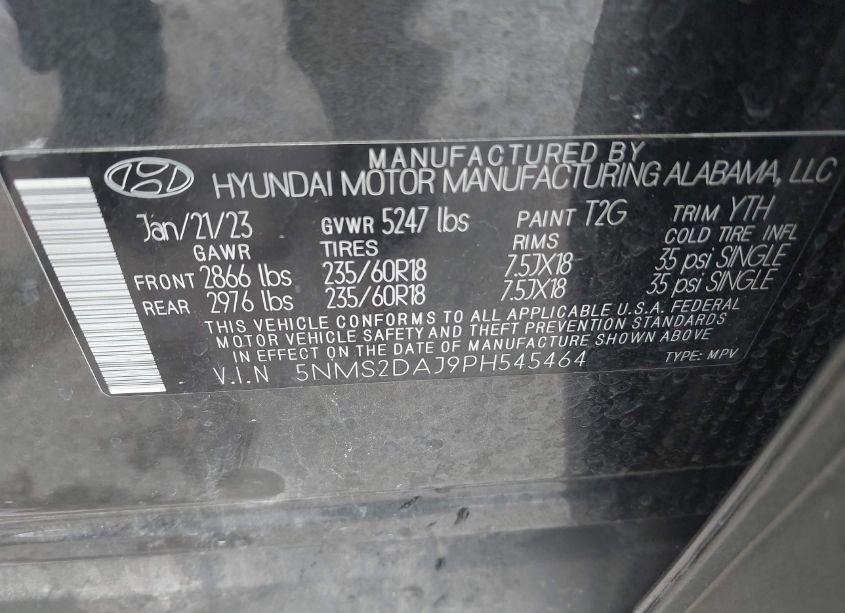 MANUFACTURED BY
HYUNDAI MOTOR MANUFACTURING ALABAMA, LLC
Jan/21/23 GVWR 5247 lbs PAINT T2G TRIM YTH
GAWR TIRES RIMS COLD TIRE INFL
FRONT 2866 lbs 235/60R18 7.5JX18 35 psi SINGLE
REAR 2976 lbs 235/60R18 7.5JX18 35 psi SINGLE
THIS VEHICLE CONFORMS TO ALL APPLICABLE U.S.A. FEDERAL
MOTOR VEHICLE SAFETY AND THEFT PREVENTION STANDARDS
IN EFFECT ON THE DATE OF MANUFACTURE SHOWN ABOVE.
V.I.N 5NMS2DAJ9PH545464 TYPE: MPV